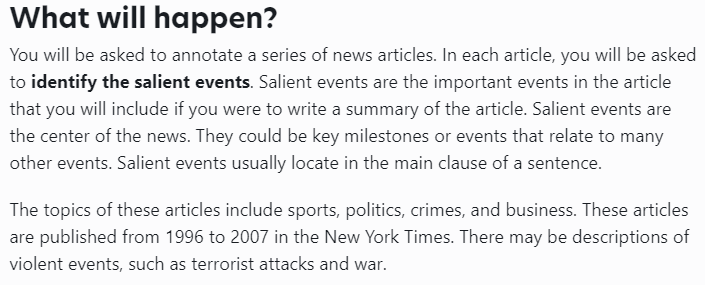 What will happen?
You will be asked to annotate a series of news articles. In each article, you will be asked
to identify the salient events. Salient events are the important events in the article
that you will include if you were to write a summary of the article. Salient events are
the center of the news. They could be key milestones or events that relate to many
other events. Salient events usually locate in the main clause of a sentence.
The topics of these articles include sports, politics, crimes, and business. These articles
are published from 1996 to 2007 in the New York Times. There may be descriptions of
violent events, such as terrorist attacks and war.